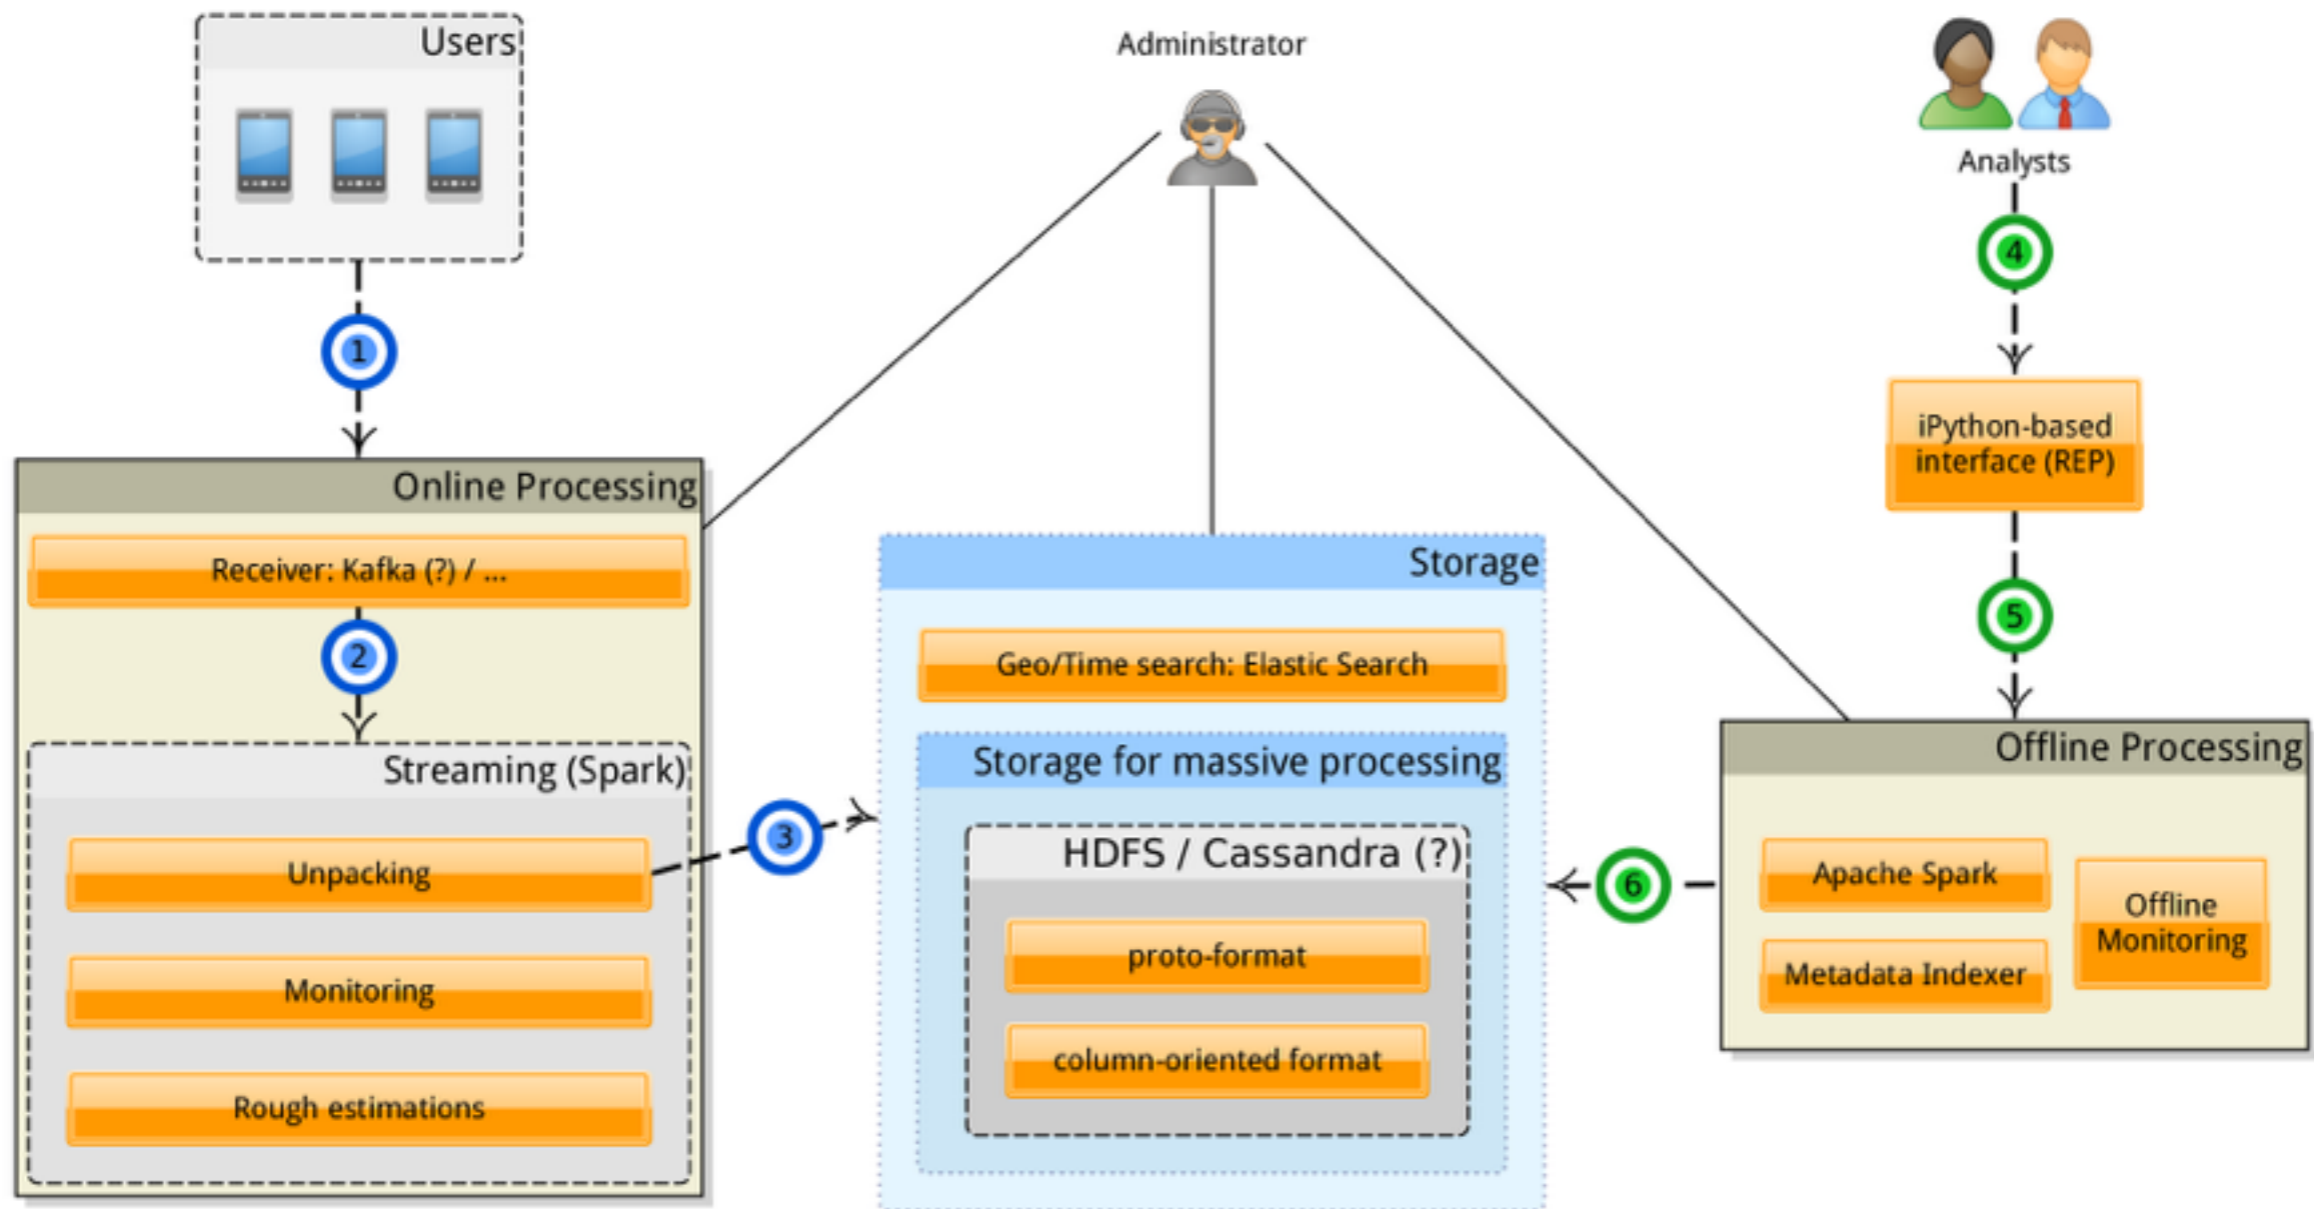 Users
Administrator
Analysts
1
4
iPython-based
interface (REP)
Online Processing
Receiver: Kafka (?) / ...
2
Streaming (Spark)
Unpacking
Monitoring
Rough estimations
3
Storage
Geo/Time search: Elastic Search
Storage for massive processing
HDFS / Cassandra (?)
proto-format
column-oriented format
5
6
Offline Processing
Apache Spark
Metadata Indexer
Offline
Monitoring